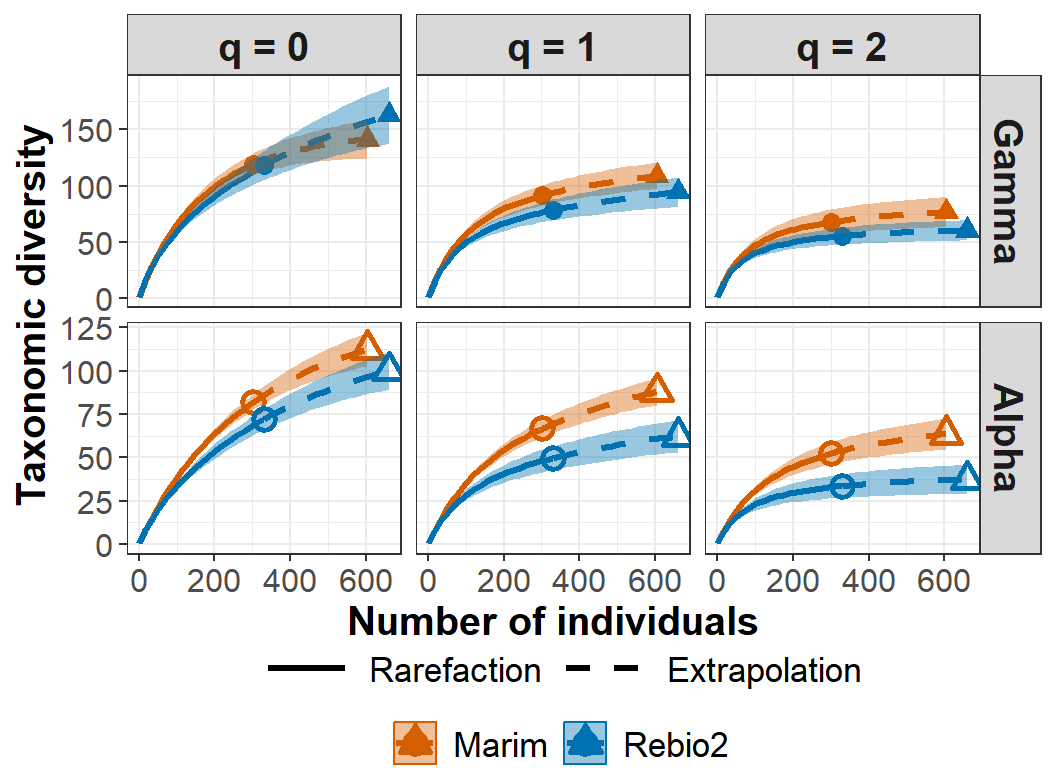 q = 0 q = 1 q = 2
Taxonomic diversity
150
100
50
0
Gamma
125
100
75
50
25
0
Alpha
0 200 400 600 0 200 400 600 0 200 400 600
Number of individuals
Rarefaction Extrapolation
Marim Rebio2